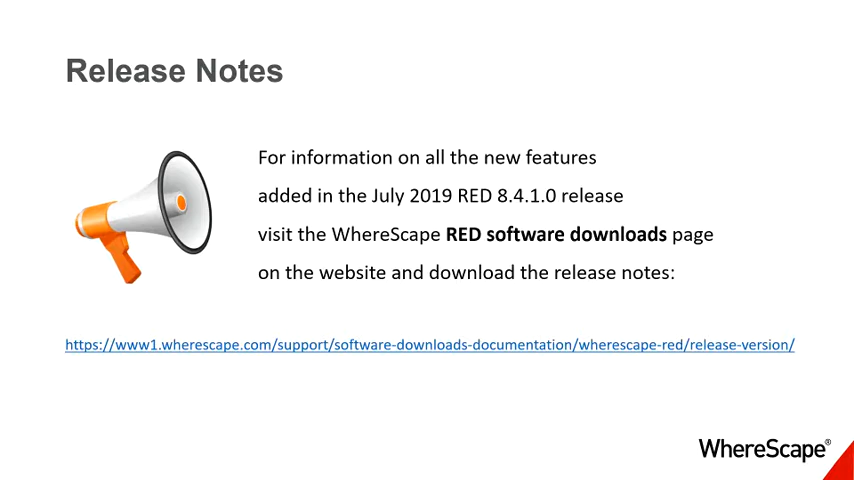 Release Notes
For information on all the new features
added in the July 2019 RED 8.4.1.0 release
visit the WhereScape RED software downloads page
on the website and download the release notes:
https://www1.wherescape.com/support/software-downloads-documentation/wherescape-red/release-version/
WhereScape®